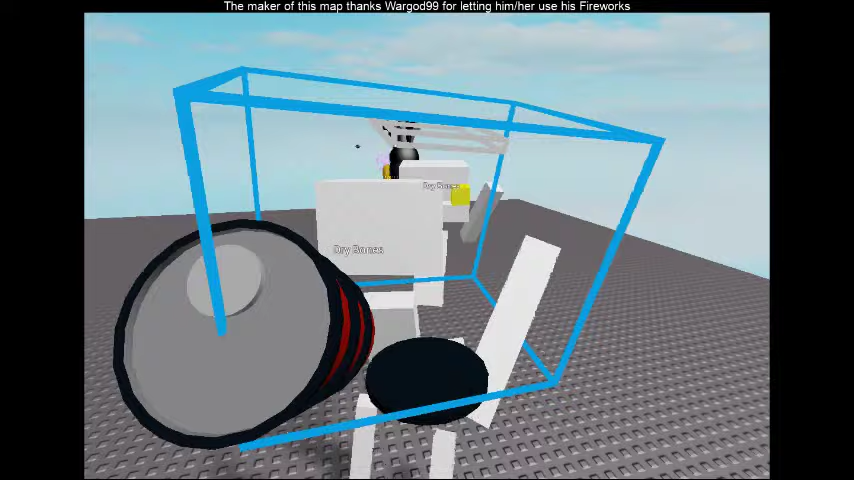 The maker of this map thanks Wargod99 for letting him/her use his Fireworks
Dry Bones
Dry Bones